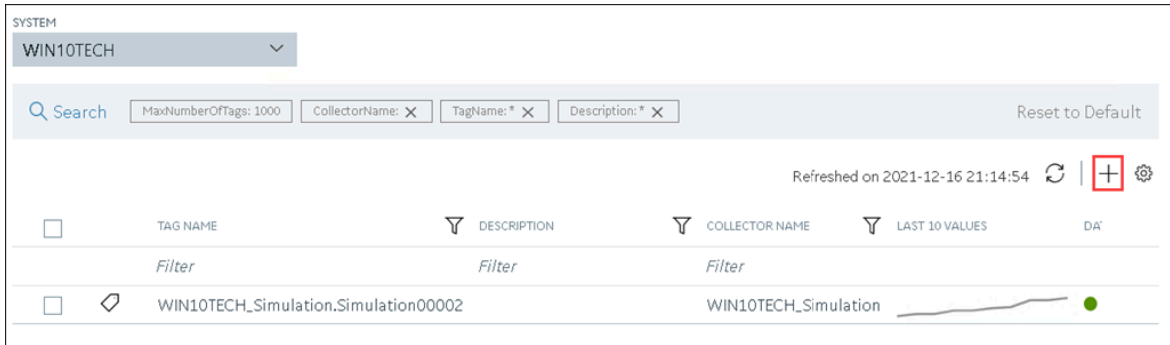 SYSTEM
WIN10TECH
Search MaxNumberOfTags: 1000 CollectorName: TagName:* Description:* Reset to Default
Refreshed on 2021-12-16 21:14:54
TAG NAME DESCRIPTION COLLECTOR NAME LAST 10 VALUES DA
Filter Filter Filter
WIN10TECH_Simulation.Simulation00002 WIN10TECH_Simulation